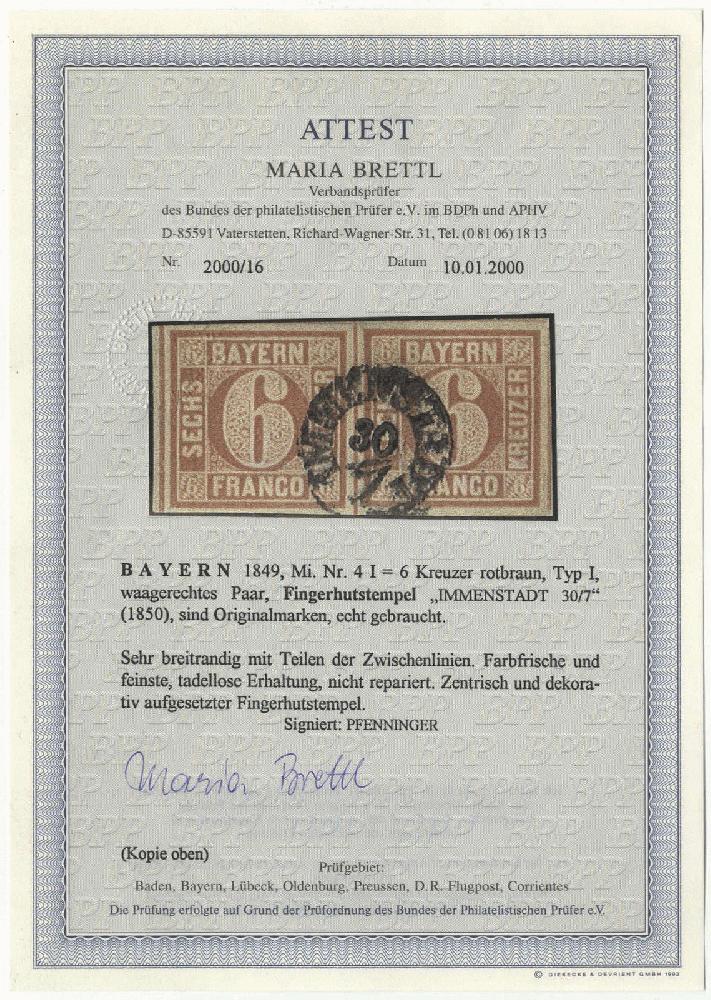 ATTEST
MARIA BRETTL
Verbandsprüfer
des Bundes der philatelistischen Prüfer e.V. im BDPh und APHV
D-85591 Vaterstetten, Richard-Wagner-Str. 31, Tel. (0 81 06) 18 13
Nr. 2000/16 Datum 10.01.2000
BAYERN BAYERN
SECHS 6 6 KREUZER
30
FRANCO FRANCO
BAYERN 1849, Mi. Nr. 4 I = 6 Kreuzer rotbraun, Typ I,
waagerechtes Paar, Fingerhutstempel „IMMENSTADT 30/7“
(1850), sind Originalmarken, echt gebraucht.
Sehr breitrandig mit Teilen der Zwischenlinien. Farbfrische und
feinste, tadellose Erhaltung, nicht repariert. Zentrisch und dekora-
tiv aufgesetzter Fingerhutstempel.
Signiert: PFENNINGER
Maria Brettl
(Kopie oben)
Prüfgebiet:
Baden, Bayern, Lübeck, Oldenburg, Preussen, D.R. Flugpost, Corrientes
Die Prüfung erfolgte auf Grund der Prüfordnung des Bundes der Philatelistischen Prüfer e.V.
© GIESECKE & DEVRIENT GMBH 1993